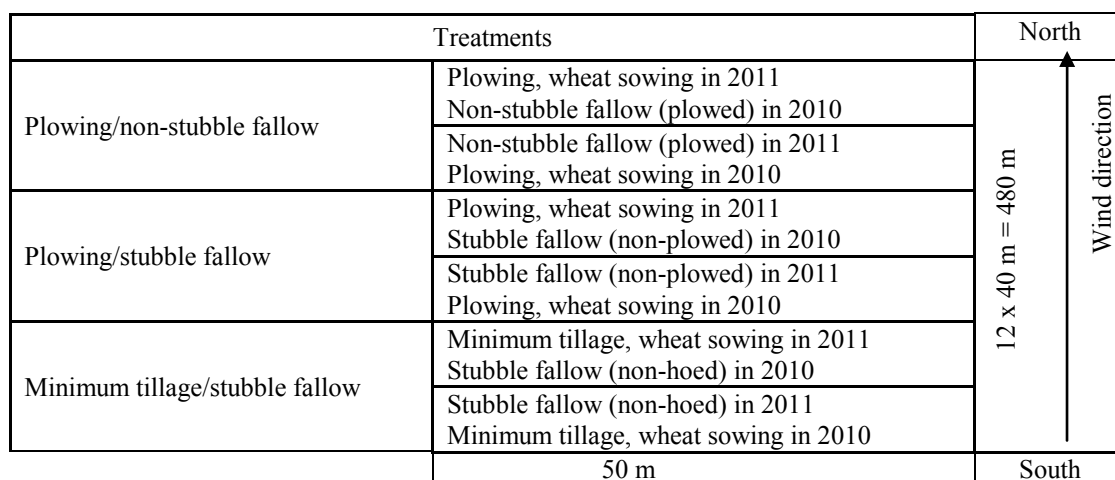 Treatments
North
Plowing/non-stubble fallow
Plowing, wheat sowing in 2011
Non-stubble fallow (plowed) in 2010
Non-stubble fallow (plowed) in 2011
Plowing, wheat sowing in 2010
Plowing/stubble fallow
Plowing, wheat sowing in 2011
Stubble fallow (non-plowed) in 2010
Stubble fallow (non-plowed) in 2011
Plowing, wheat sowing in 2010
Minimum tillage/stubble fallow
Minimum tillage, wheat sowing in 2011
Stubble fallow (non-hoed) in 2010
Stubble fallow (non-hoed) in 2011
Minimum tillage, wheat sowing in 2010
12 x 40 m = 480 m
Wind direction
50 m
South